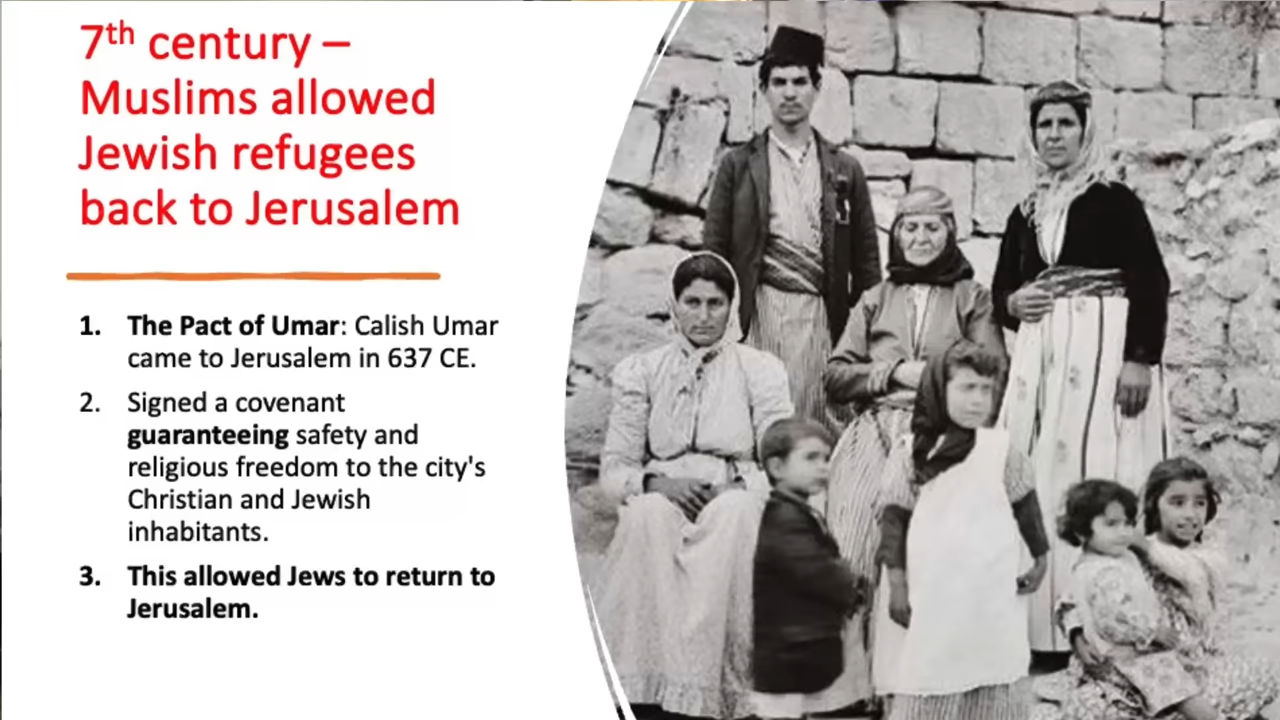 7th century –
Muslims allowed
Jewish refugees
back to Jerusalem
1. The Pact of Umar: Calish Umar
came to Jerusalem in 637 CE.
2. Signed a covenant
guaranteeing safety and
religious freedom to the city's
Christian and Jewish
inhabitants.
3. This allowed Jews to return to
Jerusalem.